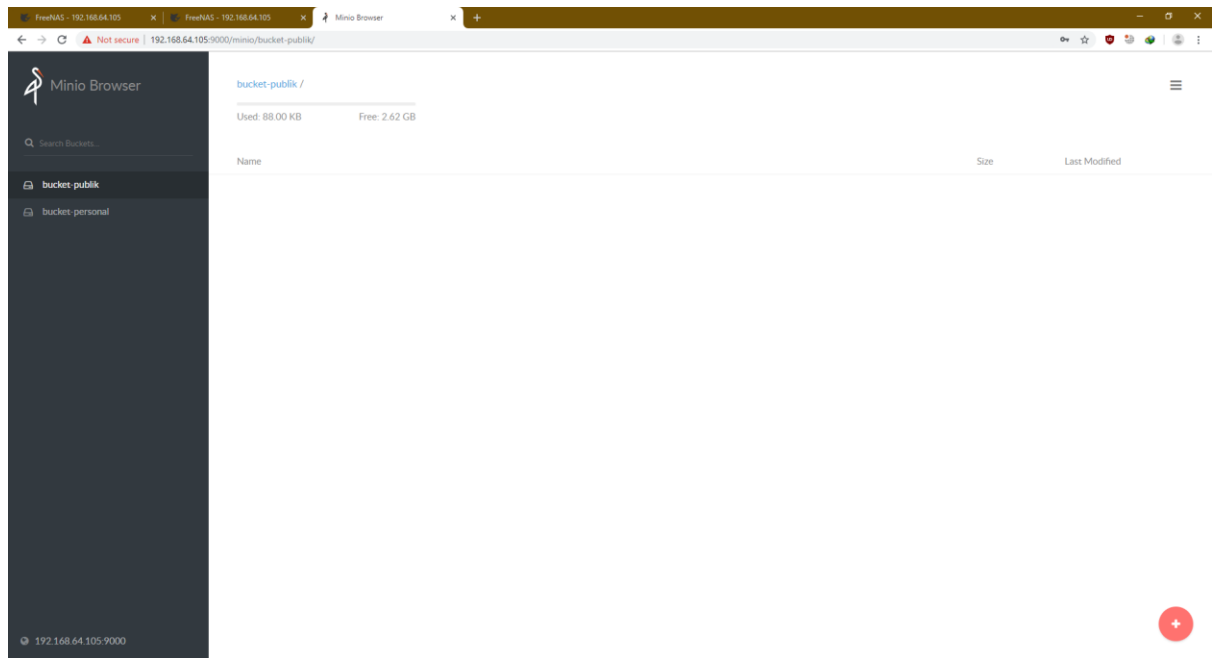 FreeNAS - 192.168.64.105
FreeNAS - 192.168.64.105
Minio Browser
Not secure
192.168.64.105:9000/minio/bucket-publik/
Minio Browser
Search Buckets...
bucket-publik
bucket-personal
192.168.64.105:9000
bucket-publik /
Used: 88.00 KB Free: 2.62 GB
Name Size Last Modified